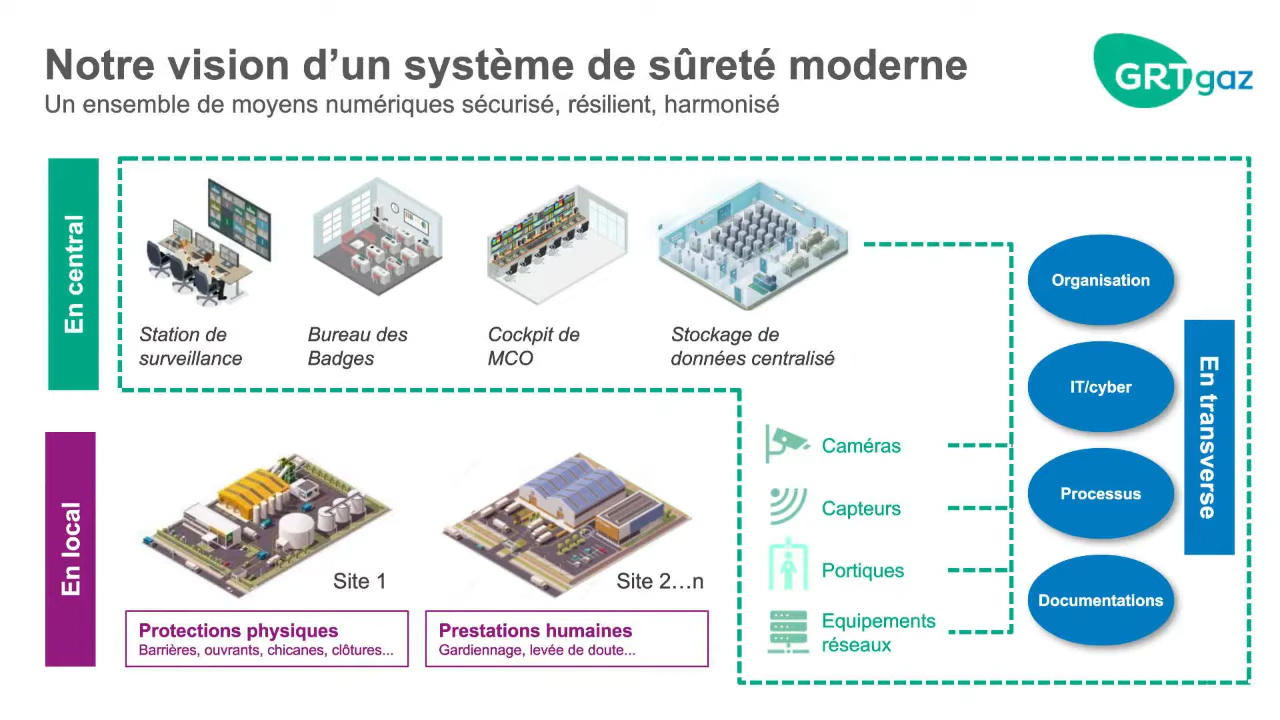 Notre vision d'un système de sûreté moderne
Un ensemble de moyens numériques sécurisé, résilient, harmonisé
GRTgaz
En central
Station de
surveillance
Bureau des
Badges
Cockpit de
MCO
Stockage de
données centralisé
Organisation
IT/cyber
Processus
Documentations
En transverse
Caméras
Capteurs
Portiques
Equipements
réseaux
En local
Site 1
Site 2…n
Protections physiques
Barrières, ouvrants, chicanes, clôtures...
Prestations humaines
Gardiennage, levée de doute...